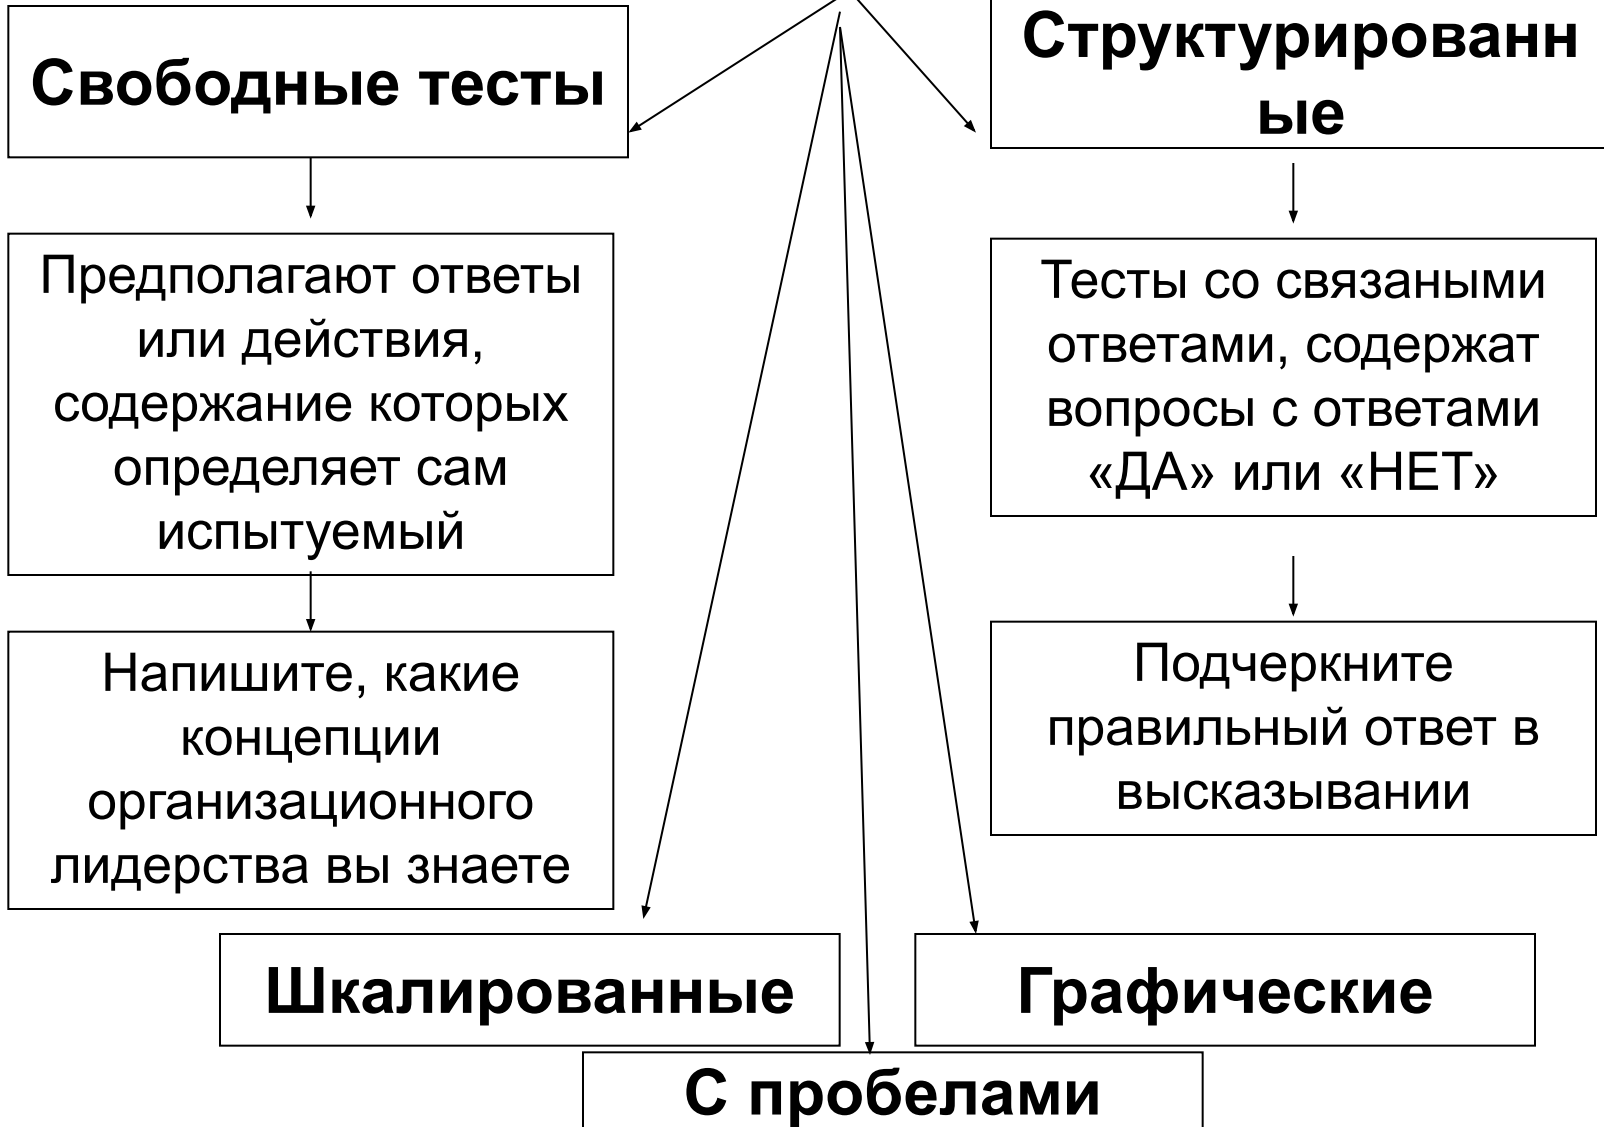 Свободные тесты
Структурированн
ые
Предполагают ответы
или действия,
содержание которых
определяет сам
испытуемый
Тесты со связаными
ответами, содержат
вопросы с ответами
«ДА» или «НЕТ»
Напишите, какие
концепции
организационного
лидерства вы знаете
Подчеркните
правильный ответ в
высказывании
Шкалированные
Графические
С пробелами